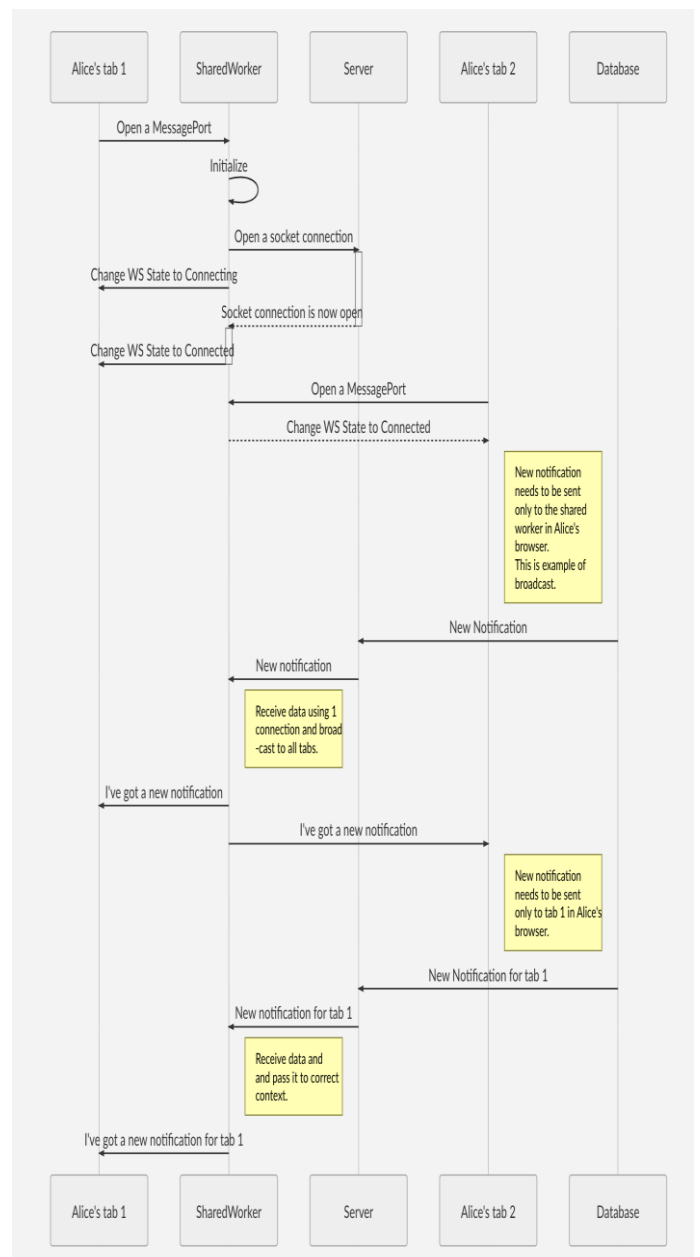 Alice's tab 1
SharedWorker
Server
Alice's tab 2
Database
Open a MessagePort
Initialize
Open a socket connection
Change WS State to Connecting
Socket connection is now open
Change WS State to Connected
Open a MessagePort
Change WS State to Connected
New notification
needs to be sent
only to the shared
worker in Alice's
browser.
This is example of
broadcast.
New Notification
New notification
Receive data using 1
connection and broad
-cast to all tabs.
I've got a new notification
I've got a new notification
New notification
needs to be sent
only to tab 1 in Alice's
browser.
New Notification for tab 1
New notification for tab 1
Receive data and
and pass it to correct
context.
I've got a new notification for tab 1
Alice's tab 1
SharedWorker
Server
Alice's tab 2
Database